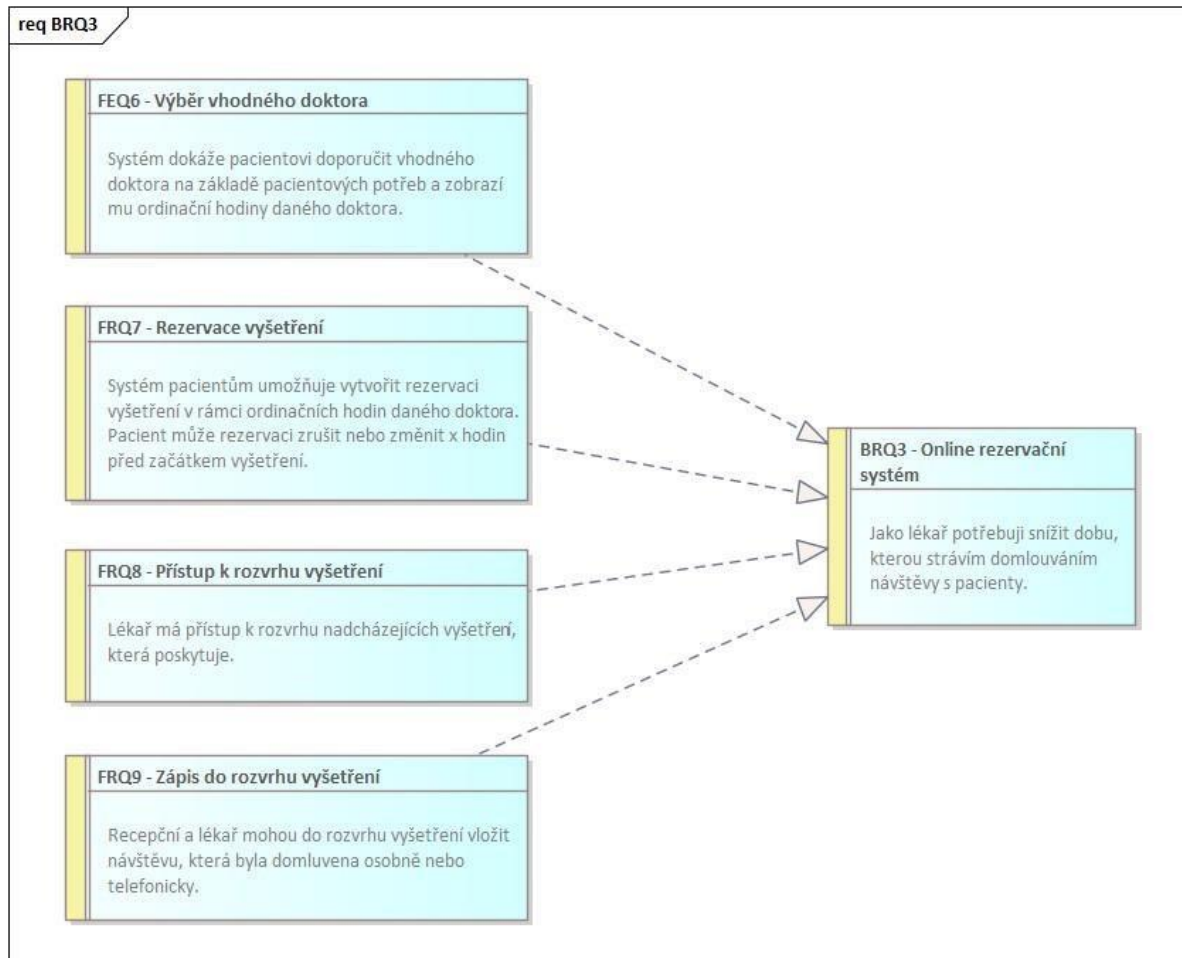 req BRQ3
FEQ6 - Výběr vhodného doktora
Systém dokáže pacientovi doporučit vhodného
doktora na základě pacientových potřeb a zobrazí
mu ordinační hodiny daného doktora.
FRQ7 - Rezervace vyšetření
Systém pacientům umožňuje vytvořit rezervaci
vyšetření v rámci ordinačních hodin daného doktora.
Pacient může rezervaci zrušit nebo změnit x hodin
před začátkem vyšetření.
FRQ8 - Přístup k rozvrhu vyšetření
Lékař má přístup k rozvrhu nadcházejících vyšetření,
která poskytuje.
FRQ9 - Zápis do rozvrhu vyšetření
Recepční a lékař mohou do rozvrhu vyšetření vložit
návštěvu, která byla domluvena osobně nebo
telefonicky.
BRQ3 - Online rezervační
systém
Jako lékař potřebuji snížit dobu,
kterou strávím domlouváním
návštěvy s pacienty.